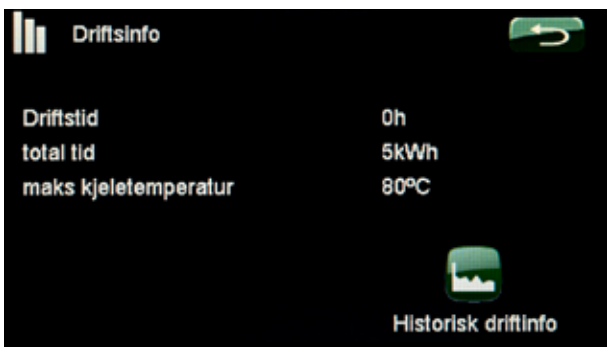 Driftsinfo
Driftstid 0h
total tid 5kWh
maks kjeletemperatur 80ºC
Historisk driftinfo